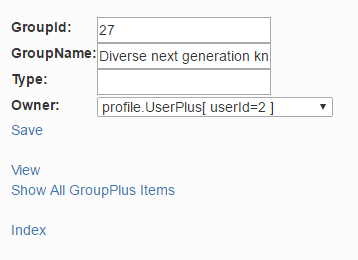 GroupId: 27
GroupName: Diverse next generation kn
Type:
Owner: profile.UserPlus[ userId=2 ]
Save
View
Show All GroupPlus Items
Index